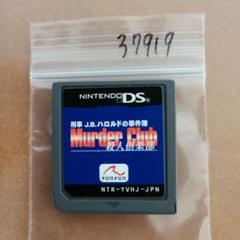 37919
NINTENDO DS
刑事 J.B.ハロルドの事件簿
Murder Club
殺人倶楽部
FONFUN
NTR-YVHJ-JPN